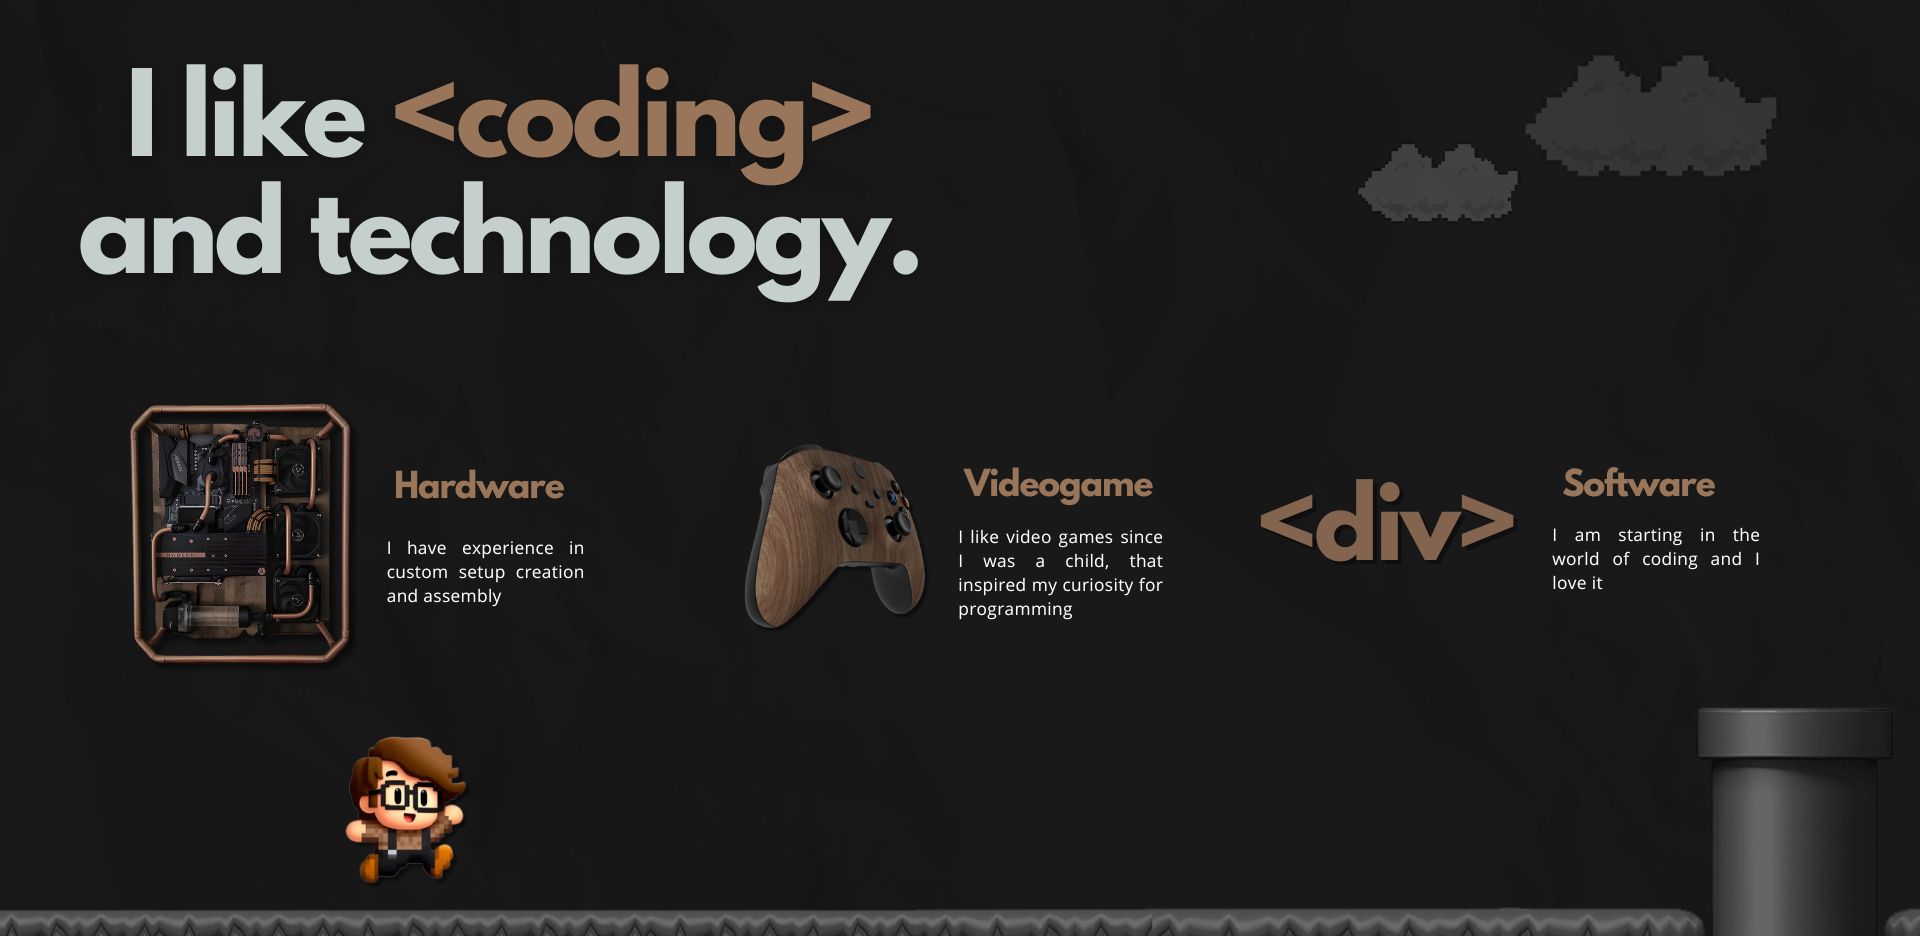 I like <coding>
and technology.
Hardware
I have experience in
custom setup creation
and assembly
Videogame
I like video games since
I was a child, that
inspired my curiosity for
programming
<div>
Software
I am starting in the
world of coding and I
love it
RADEON